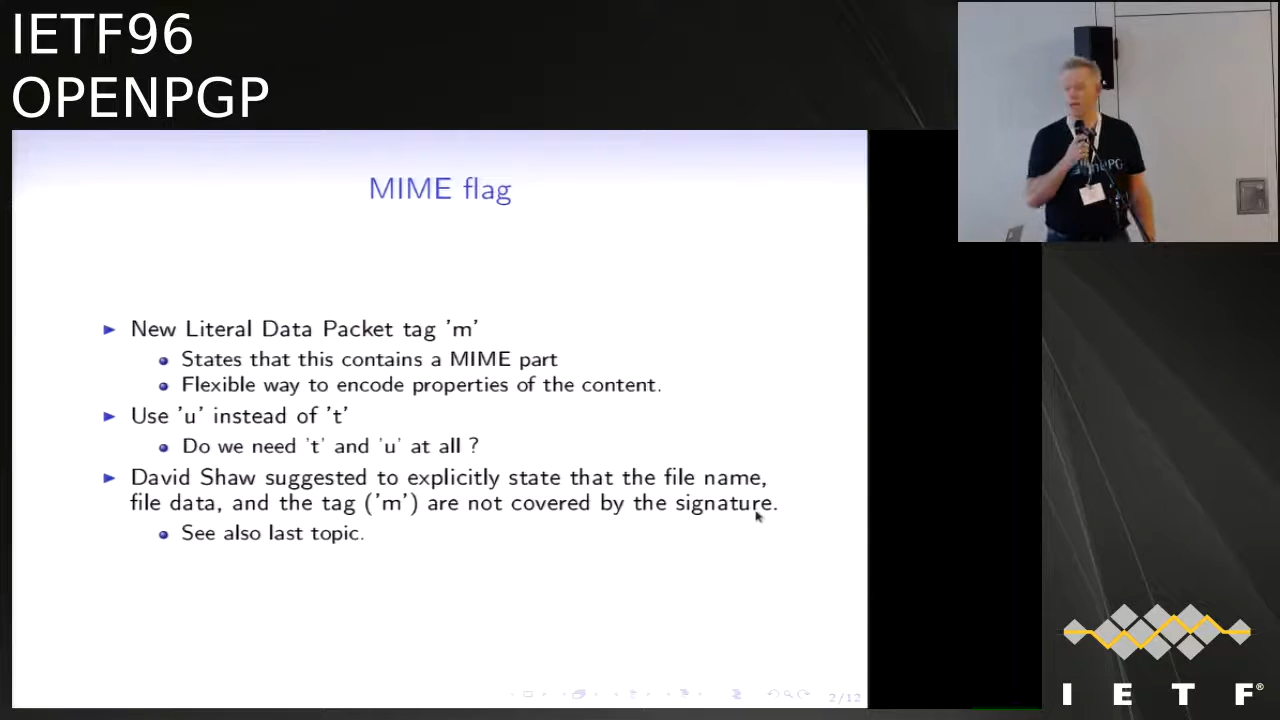 IETF96
OPENPGP
MIME flag
New Literal Data Packet tag 'm'
States that this contains a MIME part
Flexible way to encode properties of the content.
Use 'u' instead of 't'
Do we need 't' and 'u' at all ?
David Shaw suggested to explicitly state that the file name,
file data, and the tag ('m') are not covered by the signature.
See also last topic.
2/12
I E T F®